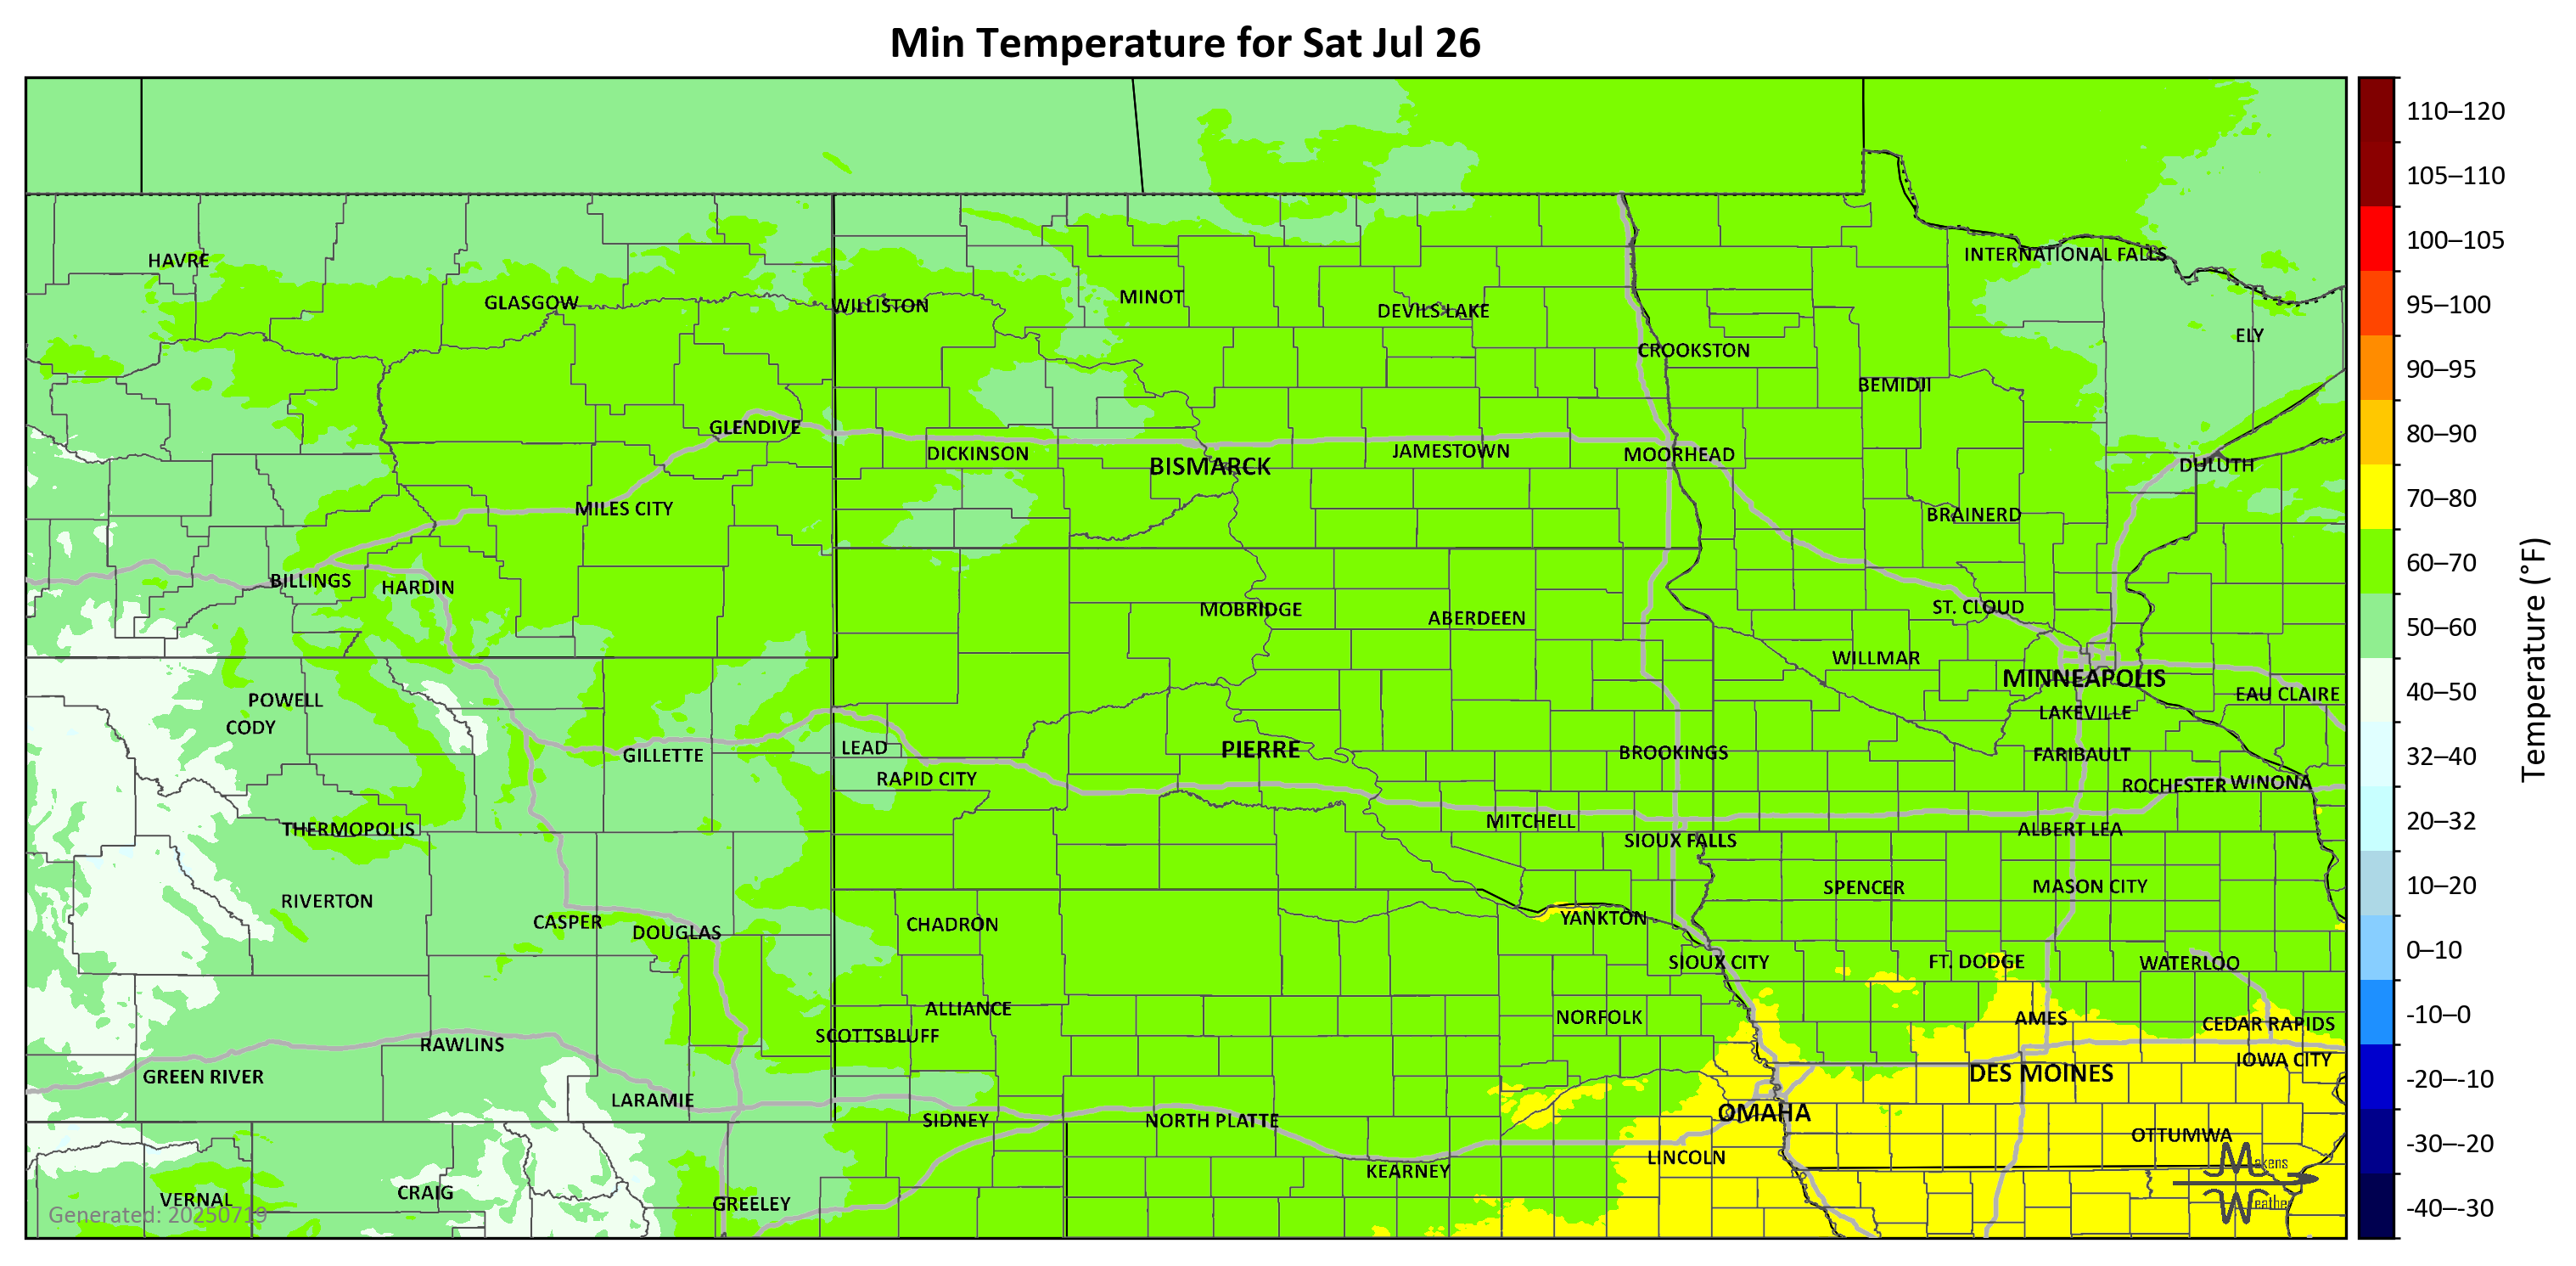 Min Temperature for Sat Jul 26
110–120
105–110
100–105
95–100
90–95
80–90
70–80
60–70
50–60
40–50
32–40
20–32
10–20
0–10
-10–0
-20–-10
-30–-20
-40–-30
Temperature (°F)
HAVRE
GLASGOW
WILLISTON
MINOT
DEVILS LAKE
INTERNATIONAL FALLS
ELY
CROOKSTON
BEMIDJI
GLENDIVE
DICKINSON
BISMARCK
JAMESTOWN
MOORHEAD
DULUTH
MILES CITY
BRAINERD
BILLINGS
HARDIN
MOBRIDGE
ABERDEEN
ST. CLOUD
WILLMAR
MINNEAPOLIS
EAU CLAIRE
POWELL
CODY
LAKEVILLE
GILLETTE
LEAD
PIERRE
BROOKINGS
FARIBAULT
RAPID CITY
ROCHESTER
WINONA
THERMOPOLIS
MITCHELL
SIOUX FALLS
ALBERT LEA
RIVERTON
SPENCER
MASON CITY
CASPER
DOUGLAS
CHADRON
YANKTON
SIOUX CITY
FT. DODGE
WATERLOO
ALLIANCE
NORFOLK
AMES
CEDAR RAPIDS
SCOTTSBLUFF
RAWLINS
IOWA CITY
GREEN RIVER
DES MOINES
LARAMIE
SIDNEY
NORTH PLATTE
OMAHA
OTTUMWA
LINCOLN
KEARNEY
VERNAL
CRAIG
GREELEY
Makens
Weather
Generated: 20250719